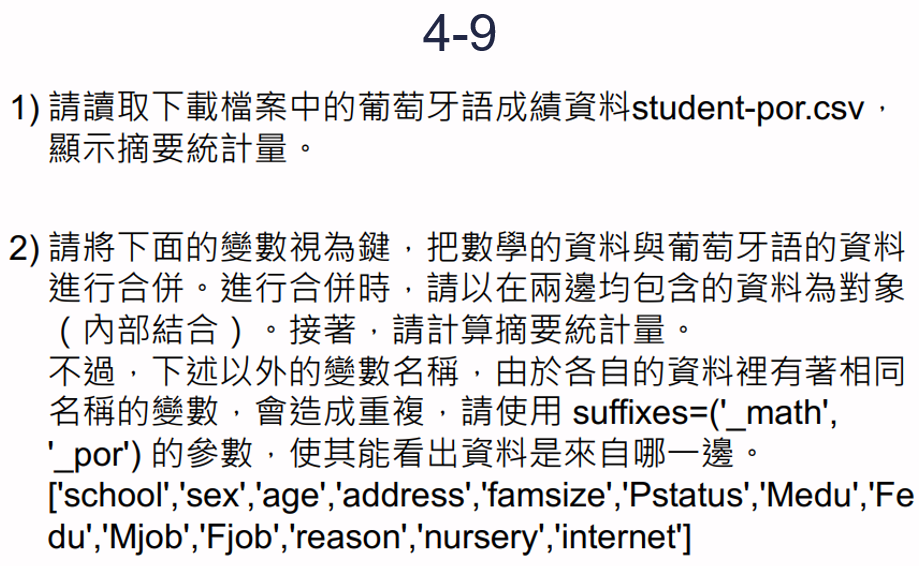 4-9
1) 請讀取下載檔案中的葡萄牙語成績資料student-por.csv，
顯示摘要統計量。
2) 請將下面的變數視為鍵，把數學的資料與葡萄牙語的資料
進行合併。進行合併時，請以在兩邊均包含的資料為對象
（內部結合）。接著，請計算摘要統計量。
不過，下述以外的變數名稱，由於各自的資料裡有著相同
名稱的變數，會造成重複，請使用 suffixes=('_math',
'_por') 的參數，使其能看出資料是來自哪一邊。
['school','sex','age','address','famsize','Pstatus','Medu','Fe
du','Mjob','Fjob','reason','nursery','internet']